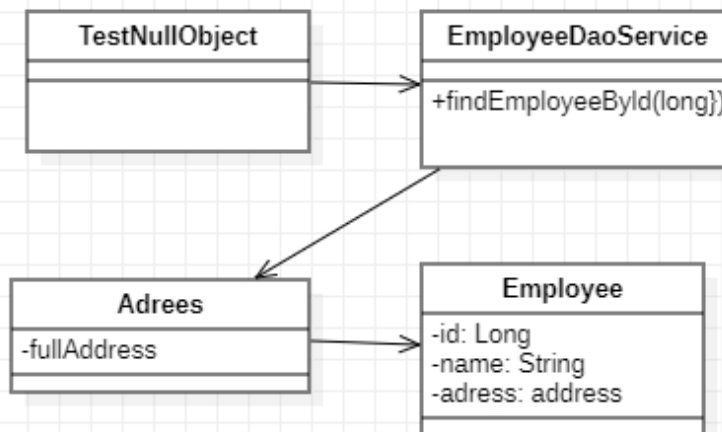 TestNullObject
EmployeeDaoService
+findEmployeeById(long})
Adrees
-fullAddress
Employee
-id: Long
-name: String
-adress: address